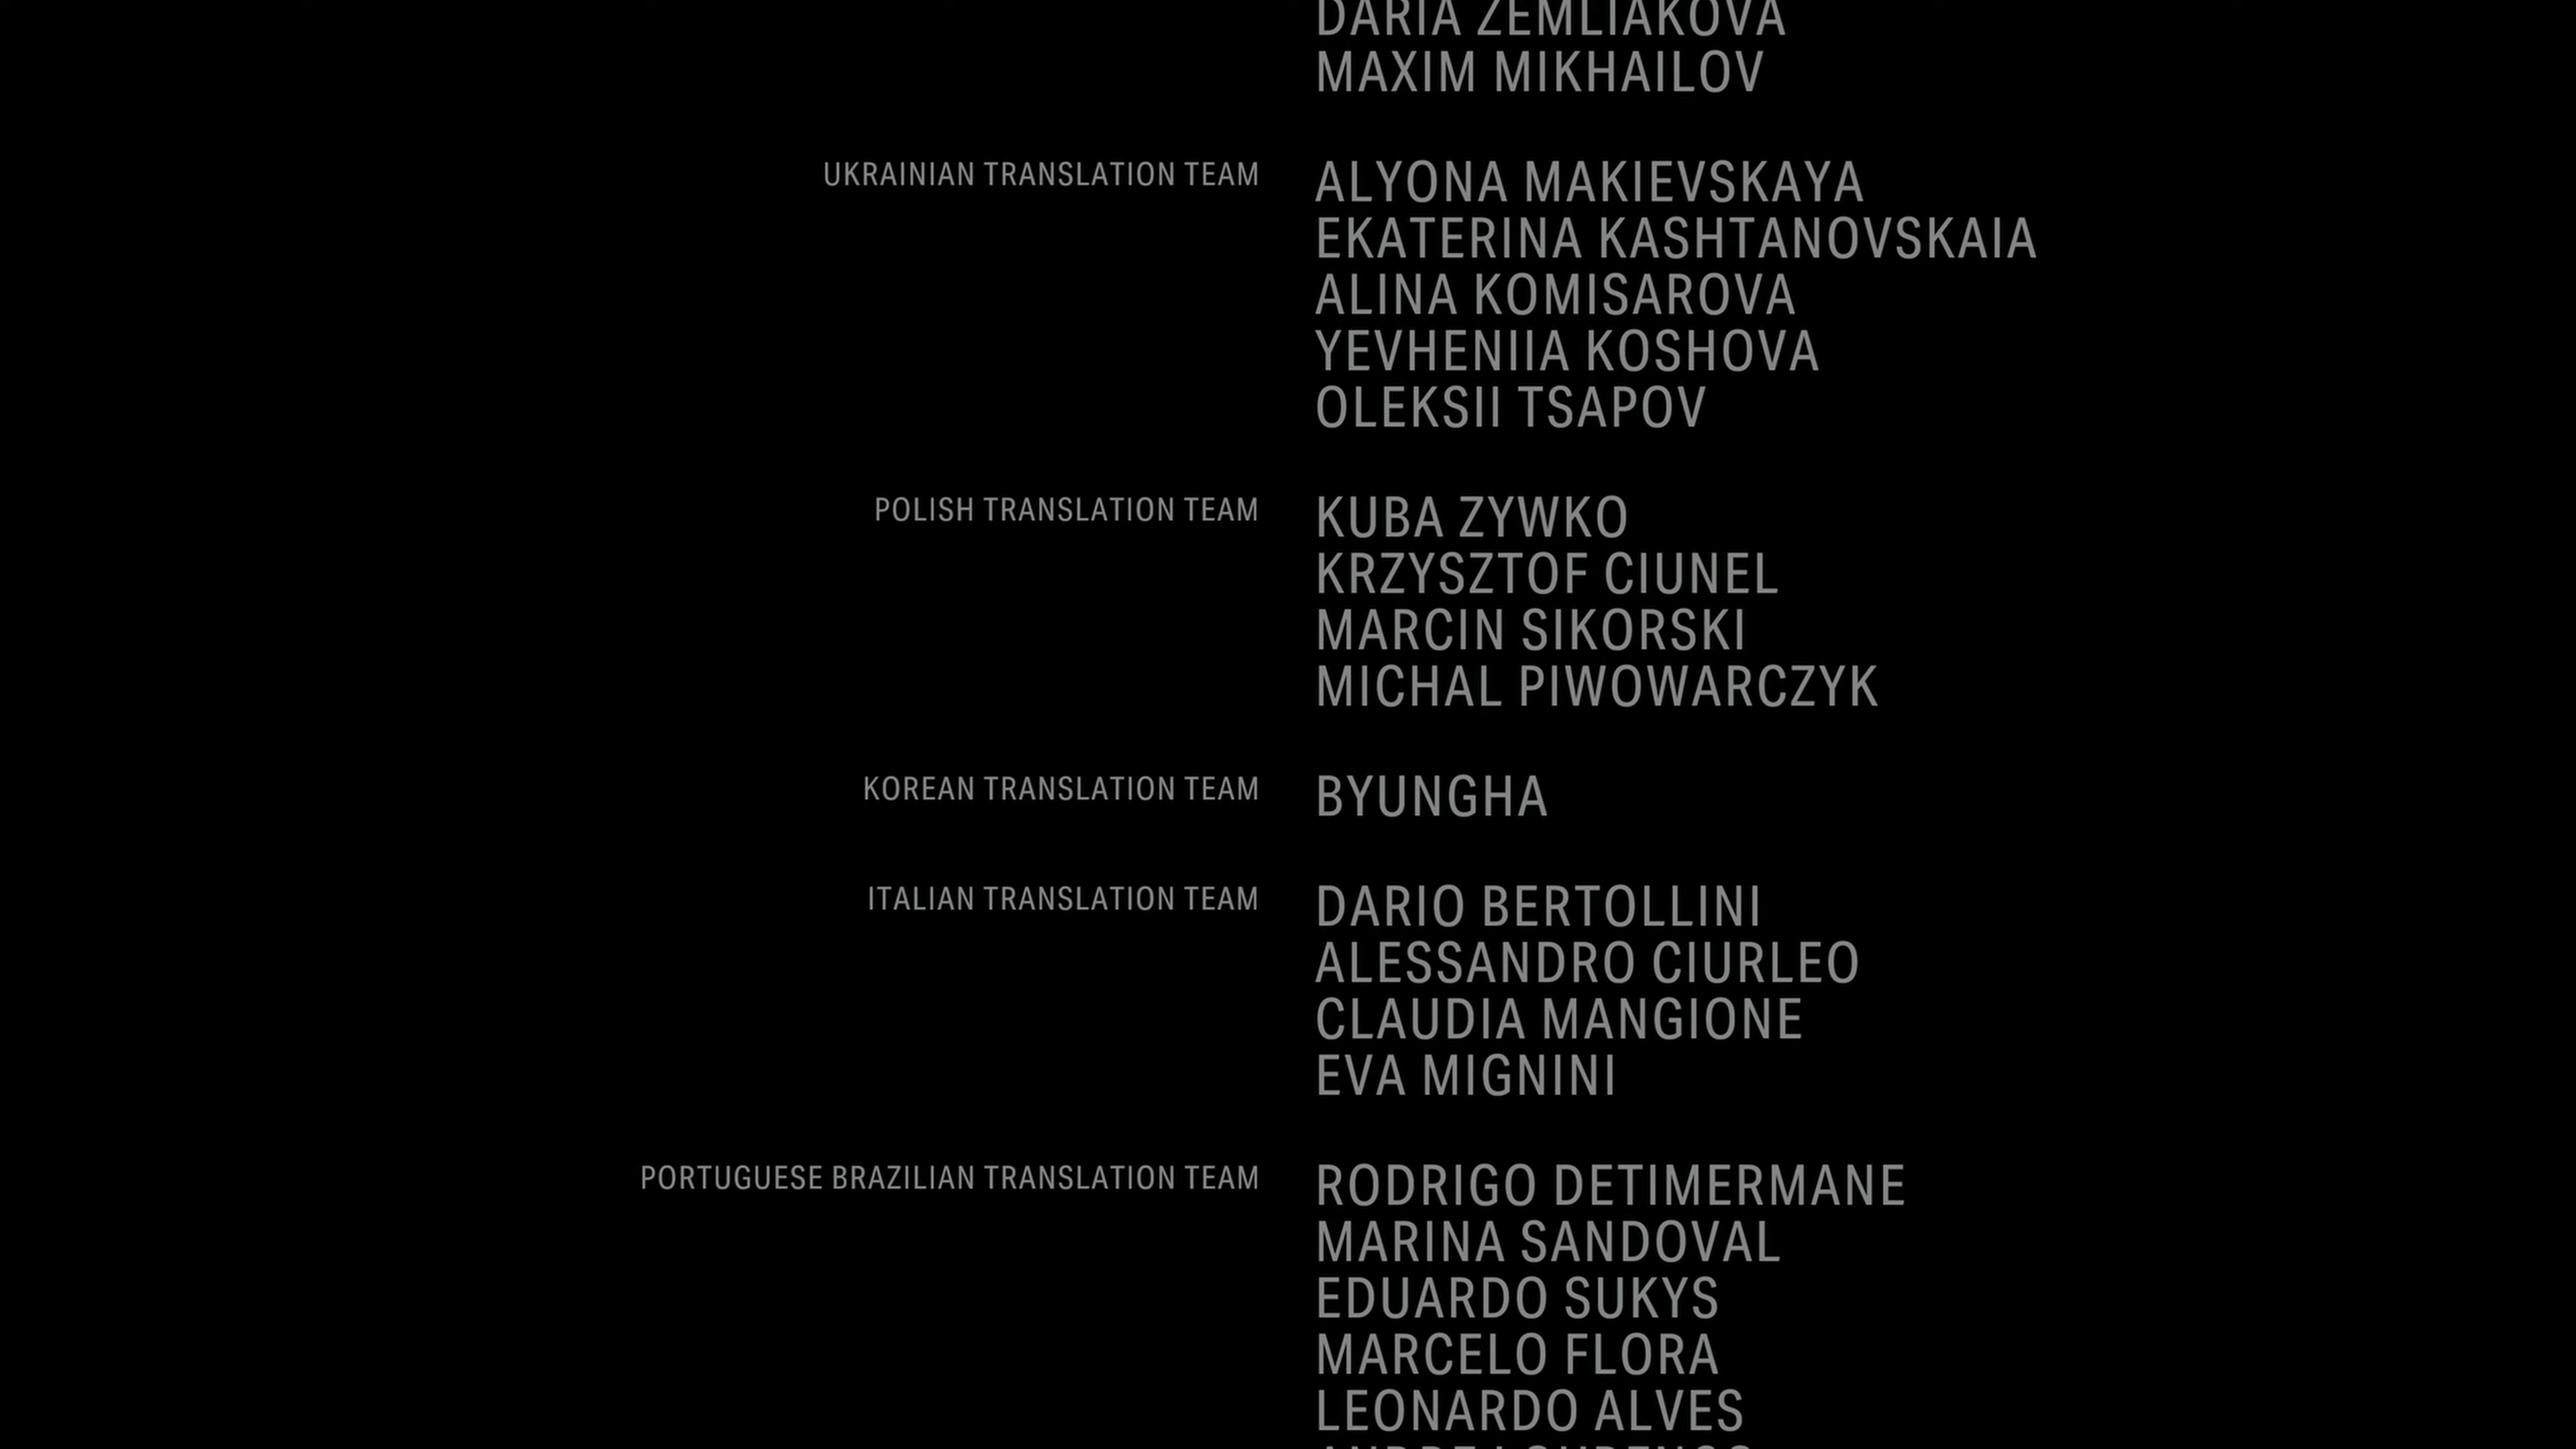 DARIA ZEMLIAKOVA
MAXIM MIKHAILOV
UKRAINIAN TRANSLATION TEAM ALYONA MAKIEVSKAYA
EKATERINA KASHTANOVSKAIA
ALINA KOMISAROVA
YEVHENIIA KOSHOVA
OLEKSII TSAPOV
POLISH TRANSLATION TEAM KUBA ZYWKO
KRZYSZTOF CIUNEL
MARCIN SIKORSKI
MICHAL PIWOWARCZYK
KOREAN TRANSLATION TEAM BYUNGHA
ITALIAN TRANSLATION TEAM DARIO BERTOLLINI
ALESSANDRO CIURLEO
CLAUDIA MANGIONE
EVA MIGNINI
PORTUGUESE BRAZILIAN TRANSLATION TEAM RODRIGO DETIMERMANE
MARINA SANDOVAL
EDUARDO SUKYS
MARCELO FLORA
LEONARDO ALVES